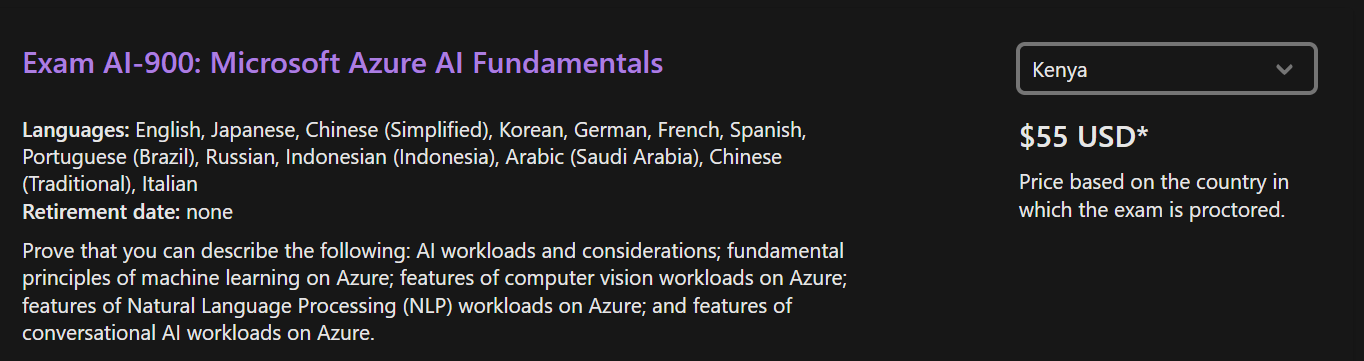 Exam AI-900: Microsoft Azure AI Fundamentals
Languages: English, Japanese, Chinese (Simplified), Korean, German, French, Spanish,
Portuguese (Brazil), Russian, Indonesian (Indonesia), Arabic (Saudi Arabia), Chinese
(Traditional), Italian
Retirement date: none
Prove that you can describe the following: AI workloads and considerations; fundamental
principles of machine learning on Azure; features of computer vision workloads on Azure;
features of Natural Language Processing (NLP) workloads on Azure; and features of
conversational AI workloads on Azure.
Kenya
$55 USD*
Price based on the country in
which the exam is proctored.